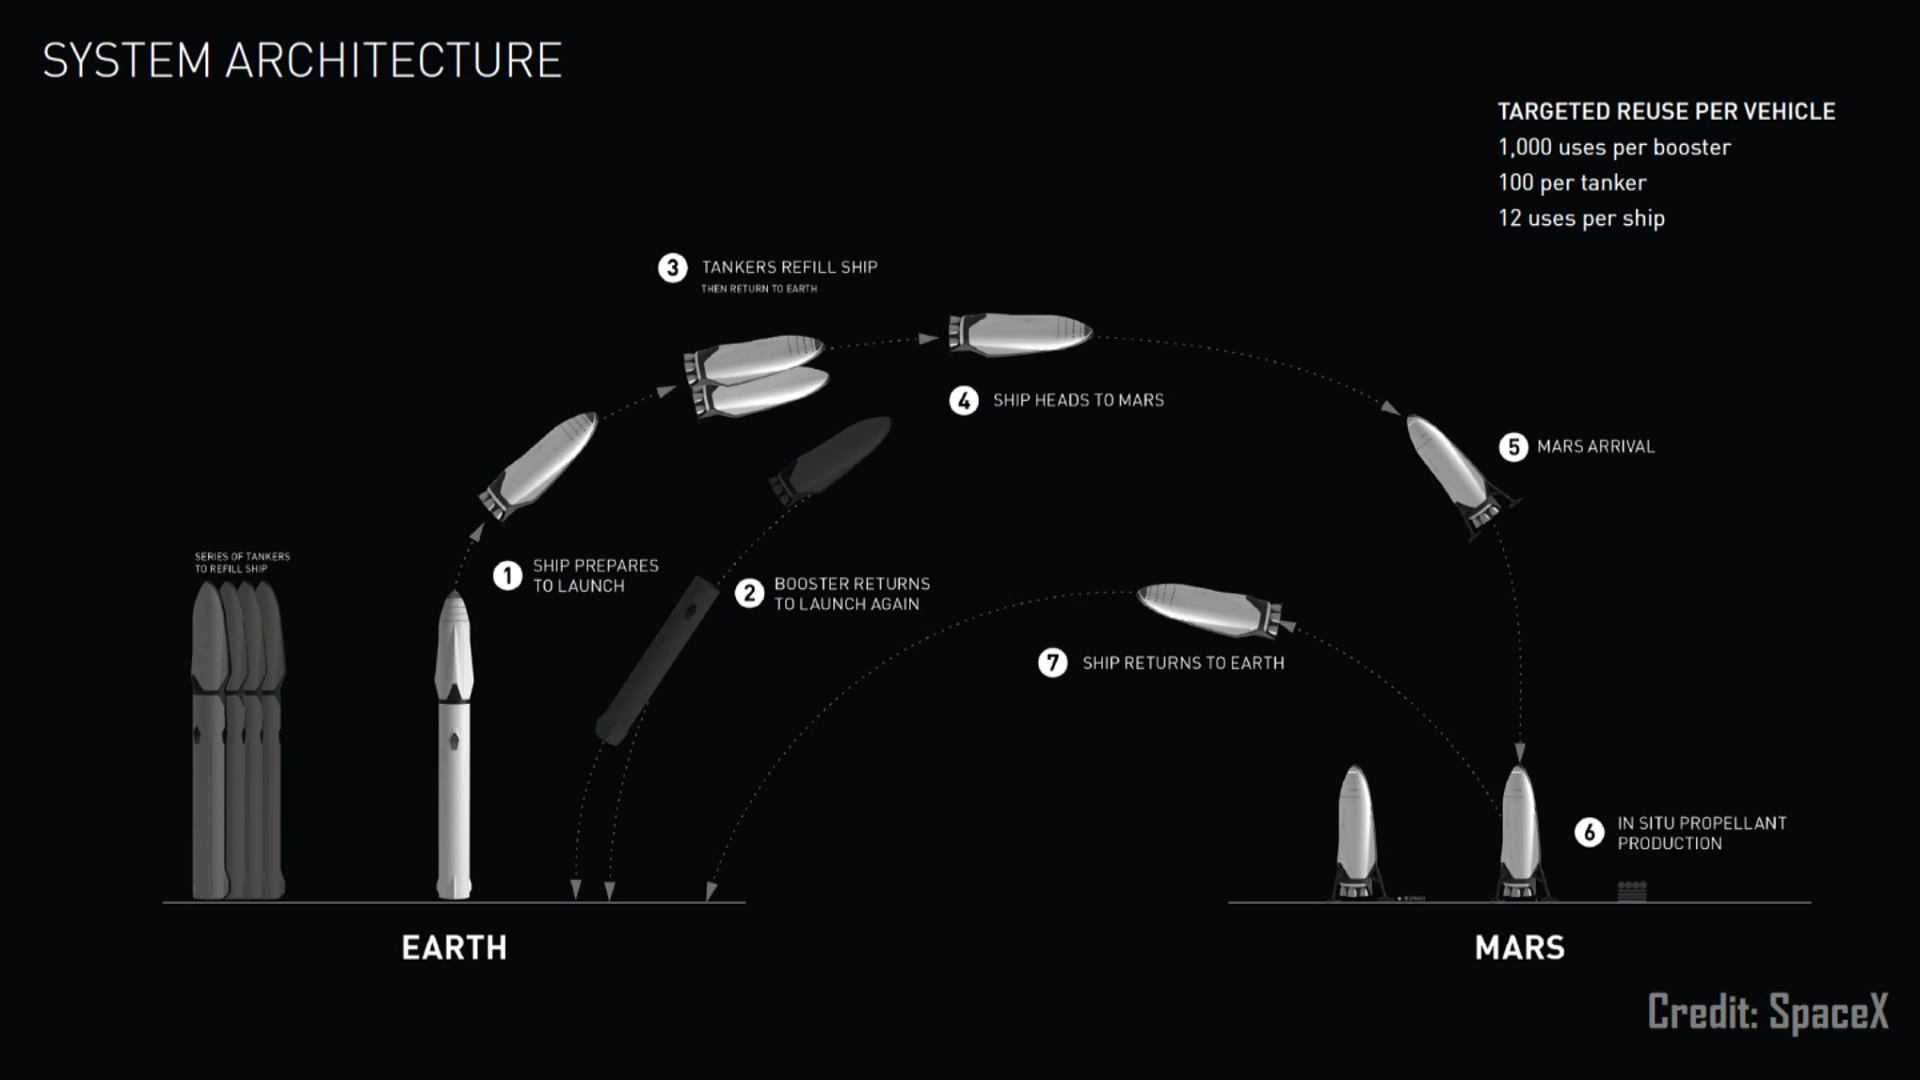 SYSTEM ARCHITECTURE
TARGETED REUSE PER VEHICLE
1,000 uses per booster
100 per tanker
12 uses per ship
3
TANKERS REFILL SHIP
THEN RETURN TO EARTH
4
SHIP HEADS TO MARS
5
MARS ARRIVAL
SERIES OF TANKERS
TO REFILL SHIP
1
SHIP PREPARES
TO LAUNCH
2
BOOSTER RETURNS
TO LAUNCH AGAIN
7
SHIP RETURNS TO EARTH
6
IN SITU PROPELLANT
PRODUCTION
EARTH
MARS
Credit: SpaceX